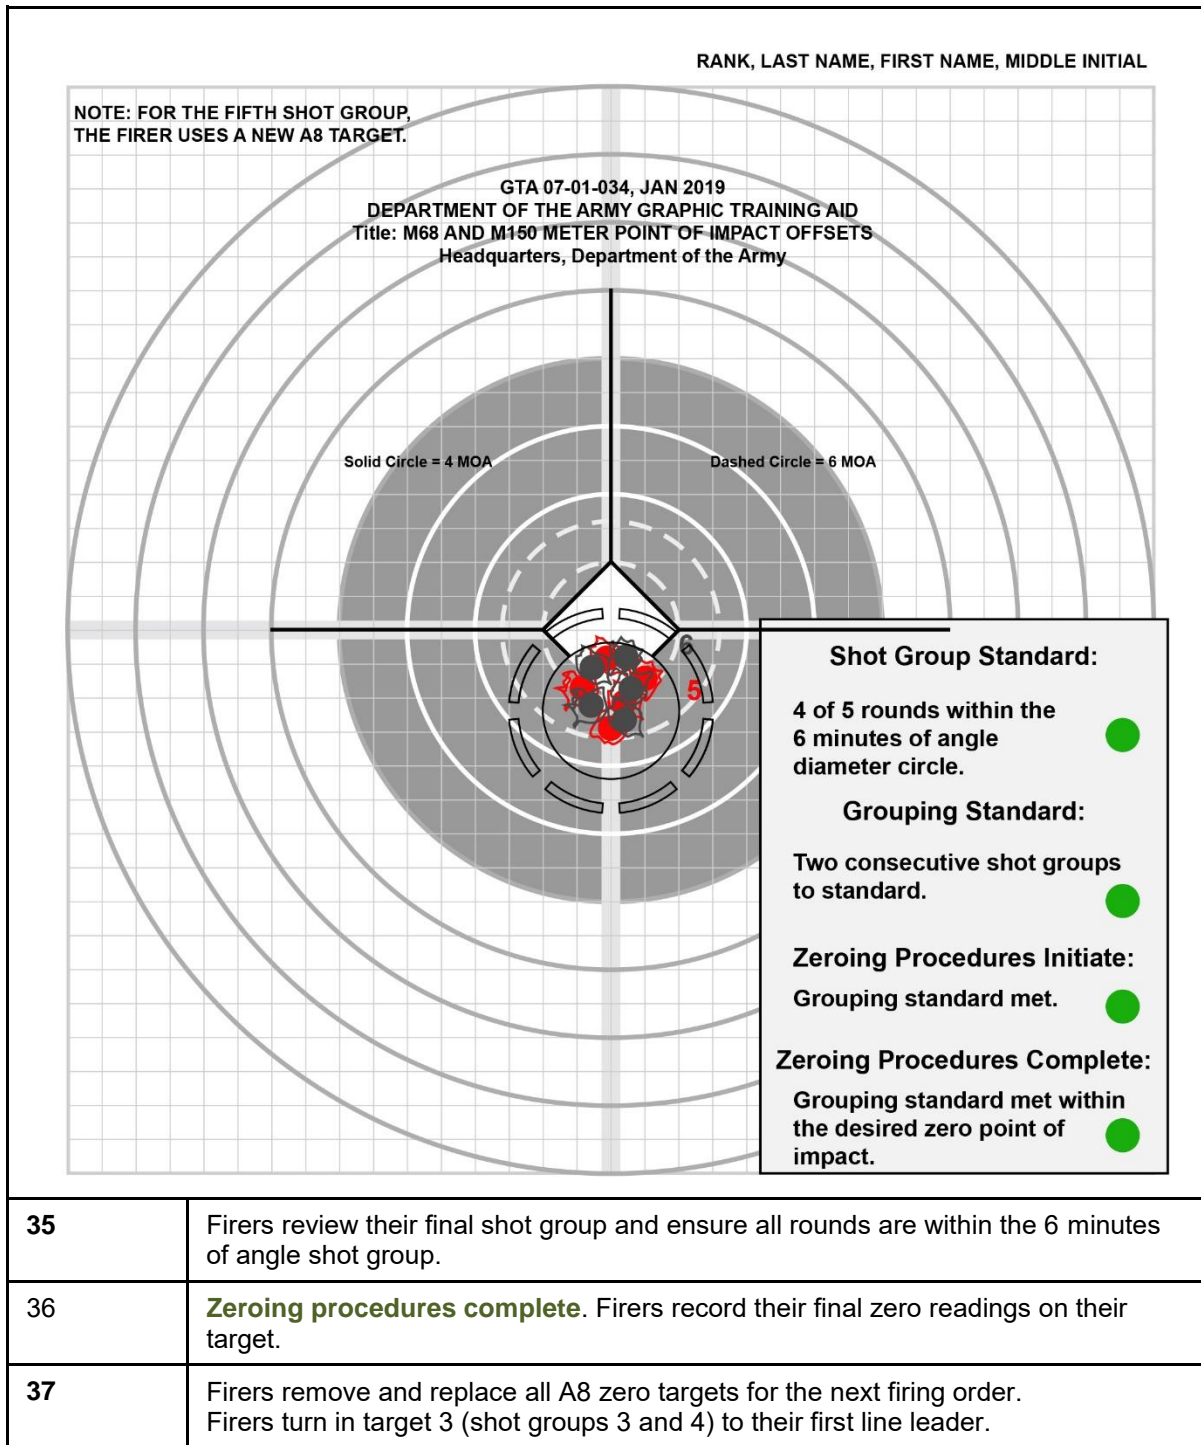 RANK, LAST NAME, FIRST NAME, MIDDLE INITIAL
NOTE: FOR THE FIFTH SHOT GROUP,
THE FIRER USES A NEW A8 TARGET.
GTA 07-01-034, JAN 2019
DEPARTMENT OF THE ARMY GRAPHIC TRAINING AID
Title: M68 AND M150 METER POINT OF IMPACT OFFSETS
Headquarters, Department of the Army
Solid Circle = 4 MOA
Dashed Circle = 6 MOA
6
5
Shot Group Standard:
4 of 5 rounds within the
6 minutes of angle
diameter circle.
Grouping Standard:
Two consecutive shot groups
to standard.
Zeroing Procedures Initiate:
Grouping standard met.
Zeroing Procedures Complete:
Grouping standard met within
the desired zero point of
impact.
35 Firers review their final shot group and ensure all rounds are within the 6 minutes
of angle shot group.
36 Zeroing procedures complete. Firers record their final zero readings on their
target.
37 Firers remove and replace all A8 zero targets for the next firing order.
Firers turn in target 3 (shot groups 3 and 4) to their first line leader.